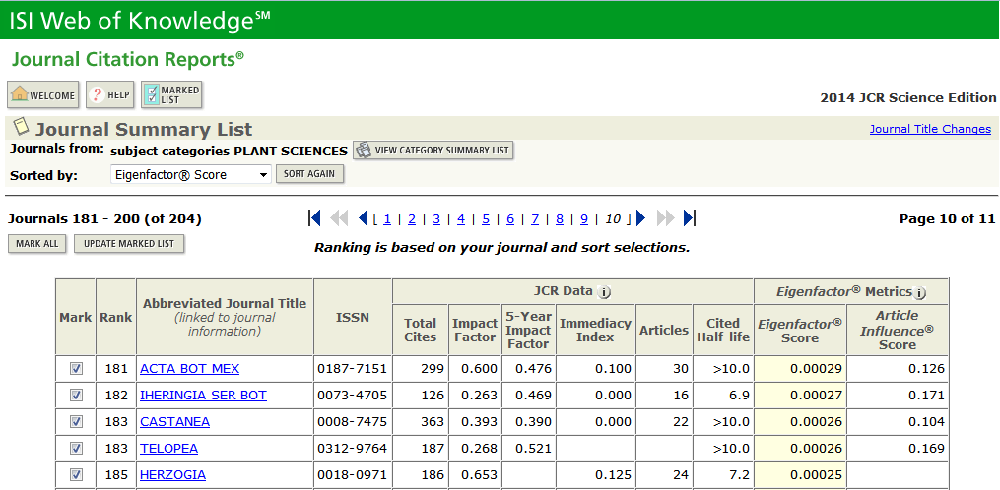 ISI Web of Knowledge℠
Journal Citation Reports®
WELCOME ? HELP MARKED LIST
2014 JCR Science Edition
Journal Summary List
Journal Title Changes
Journals from: subject categories PLANT SCIENCES VIEW CATEGORY SUMMARY LIST
Sorted by: Eigenfactor® Score SORT AGAIN
Journals 181 - 200 (of 204)
[ 1 | 2 | 3 | 4 | 5 | 6 | 7 | 8 | 9 | 10 ]
Page 10 of 11
MARK ALL UPDATE MARKED LIST
Ranking is based on your journal and sort selections.
Mark Rank Abbreviated Journal Title (linked to journal information) ISSN
JCR Data i
Eigenfactor® Metrics i
Total Cites Impact Factor 5-Year Impact Factor Immediacy Index Articles Cited Half-life Eigenfactor® Score Article Influence® Score
181 ACTA BOT MEX 0187-7151 299 0.600 0.476 0.100 30 >10.0 0.00029 0.126
182 IHERINGIA SER BOT 0073-4705 126 0.263 0.469 0.000 16 6.9 0.00027 0.171
183 CASTANEA 0008-7475 363 0.393 0.390 0.000 22 >10.0 0.00026 0.104
183 TELOPEA 0312-9764 187 0.268 0.521 >10.0 0.00026 0.169
185 HERZOGIA 0018-0971 186 0.653 0.125 24 7.2 0.00025